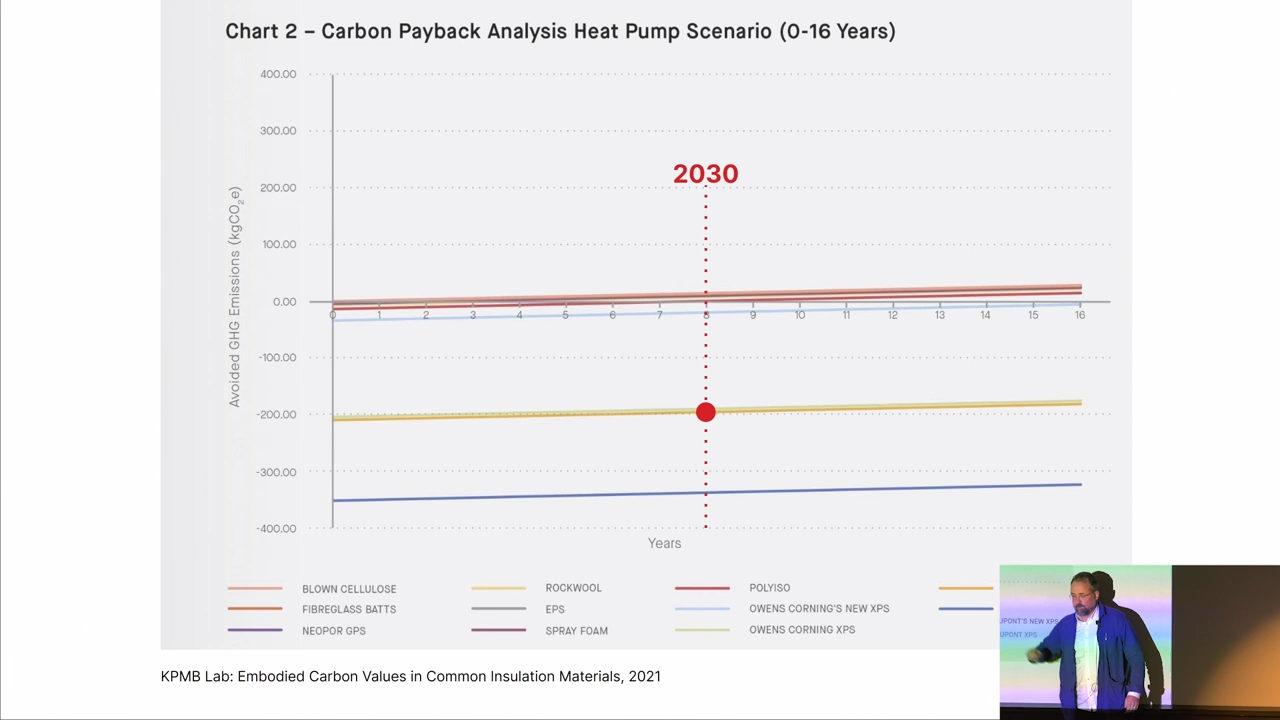 Chart 2 – Carbon Payback Analysis Heat Pump Scenario (0-16 Years)
400.00
300.00
2030
200.00
100.00
0.00
0 1 2 3 4 5 6 7 8 9 10 11 12 13 14 15 16
-100.00
-200.00
-300.00
-400.00
Avoided GHG Emissions (kgCO₂e)
Years
BLOWN CELLULOSE ROCKWOOL POLYISO
FIBREGLASS BATTS EPS OWENS CORNING'S NEW XPS
NEOPOR GPS SPRAY FOAM OWENS CORNING XPS
UPONT'S NEW XPS
UPONT XPS
KPMB Lab: Embodied Carbon Values in Common Insulation Materials, 2021